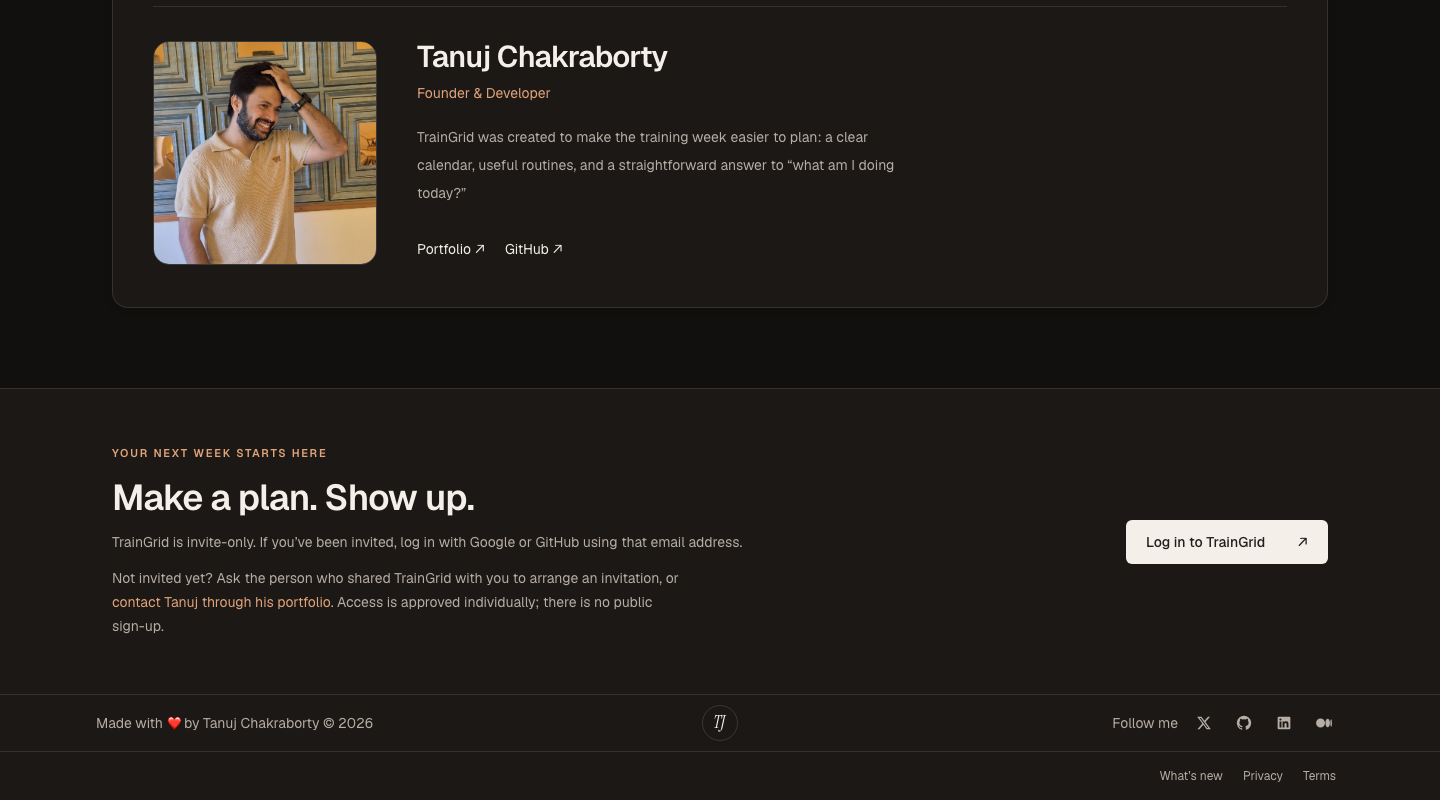 Tanuj Chakraborty
Founder & Developer
TrainGrid was created to make the training week easier to plan: a clear
calendar, useful routines, and a straightforward answer to “what am I doing
today?”
Portfolio ↗ GitHub ↗
YOUR NEXT WEEK STARTS HERE
Make a plan. Show up.
TrainGrid is invite-only. If you’ve been invited, log in with Google or GitHub using that email address.
Log in to TrainGrid ↗
Not invited yet? Ask the person who shared TrainGrid with you to arrange an invitation, or
contact Tanuj through his portfolio. Access is approved individually; there is no public
sign-up.
Made with ❤️ by Tanuj Chakraborty © 2026
TJ
Follow me
What’s new Privacy Terms